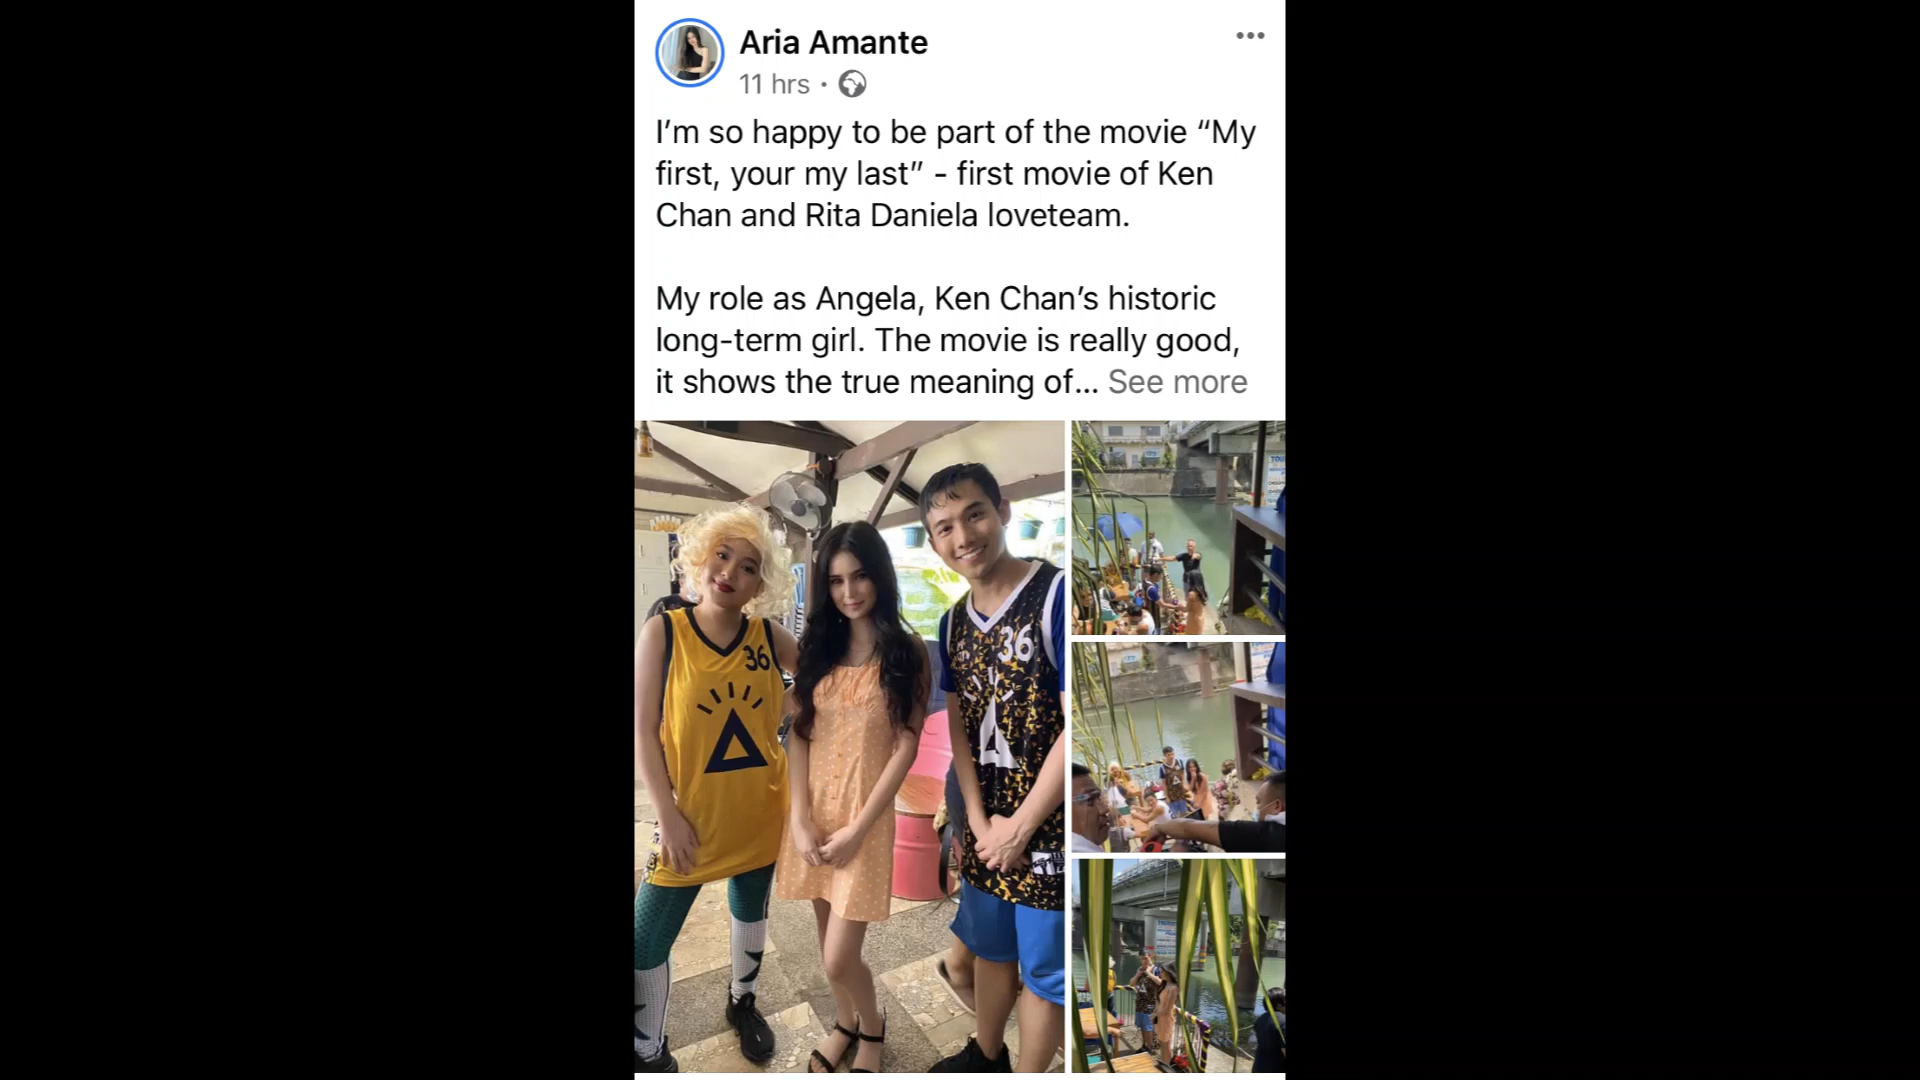 Aria Amante
11 hrs ·
I’m so happy to be part of the movie “My
first, your my last” - first movie of Ken
Chan and Rita Daniela loveteam.
My role as Angela, Ken Chan’s historic
long-term girl. The movie is really good,
it shows the true meaning of... See more
36
36